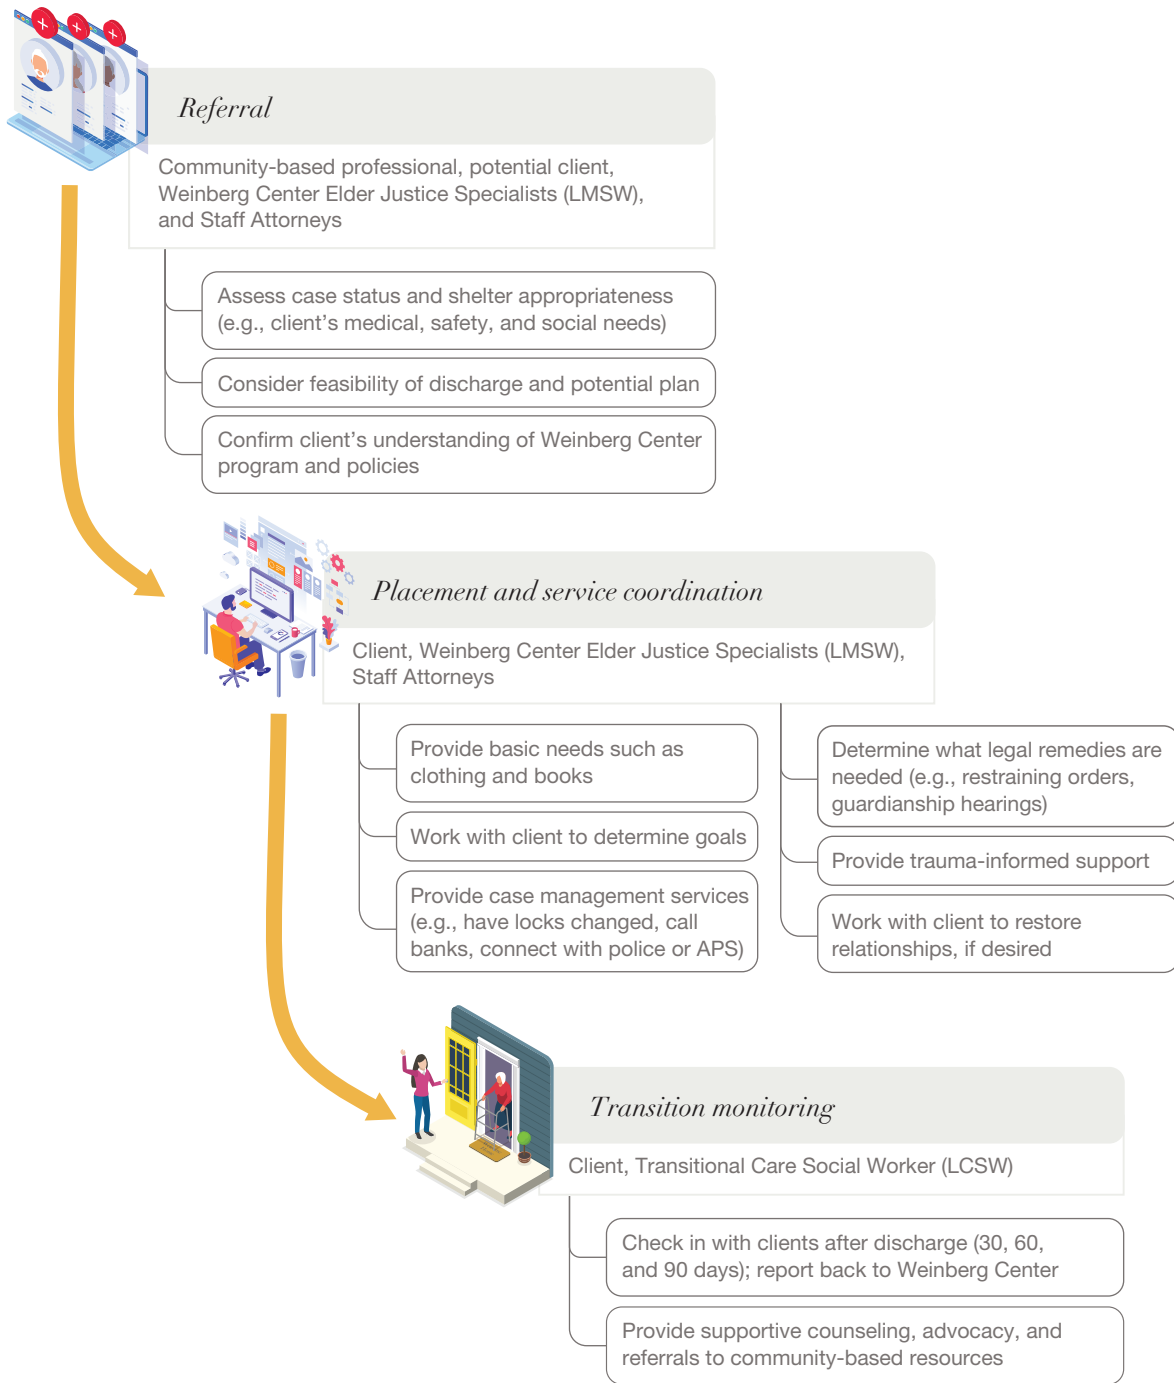 Referral
Community-based professional, potential client,
Weinberg Center Elder Justice Specialists (LMSW),
and Staff Attorneys
Assess case status and shelter appropriateness
(e.g., client’s medical, safety, and social needs)
Consider feasibility of discharge and potential plan
Confirm client’s understanding of Weinberg Center
program and policies
Placement and service coordination
Client, Weinberg Center Elder Justice Specialists (LMSW),
Staff Attorneys
Provide basic needs such as
clothing and books
Work with client to determine goals
Provide case management services
(e.g., have locks changed, call
banks, connect with police or APS)
Determine what legal remedies are
needed (e.g., restraining orders,
guardianship hearings)
Provide trauma-informed support
Work with client to restore
relationships, if desired
Transition monitoring
Client, Transitional Care Social Worker (LCSW)
Check in with clients after discharge (30, 60,
and 90 days); report back to Weinberg Center
Provide supportive counseling, advocacy, and
referrals to community-based resources